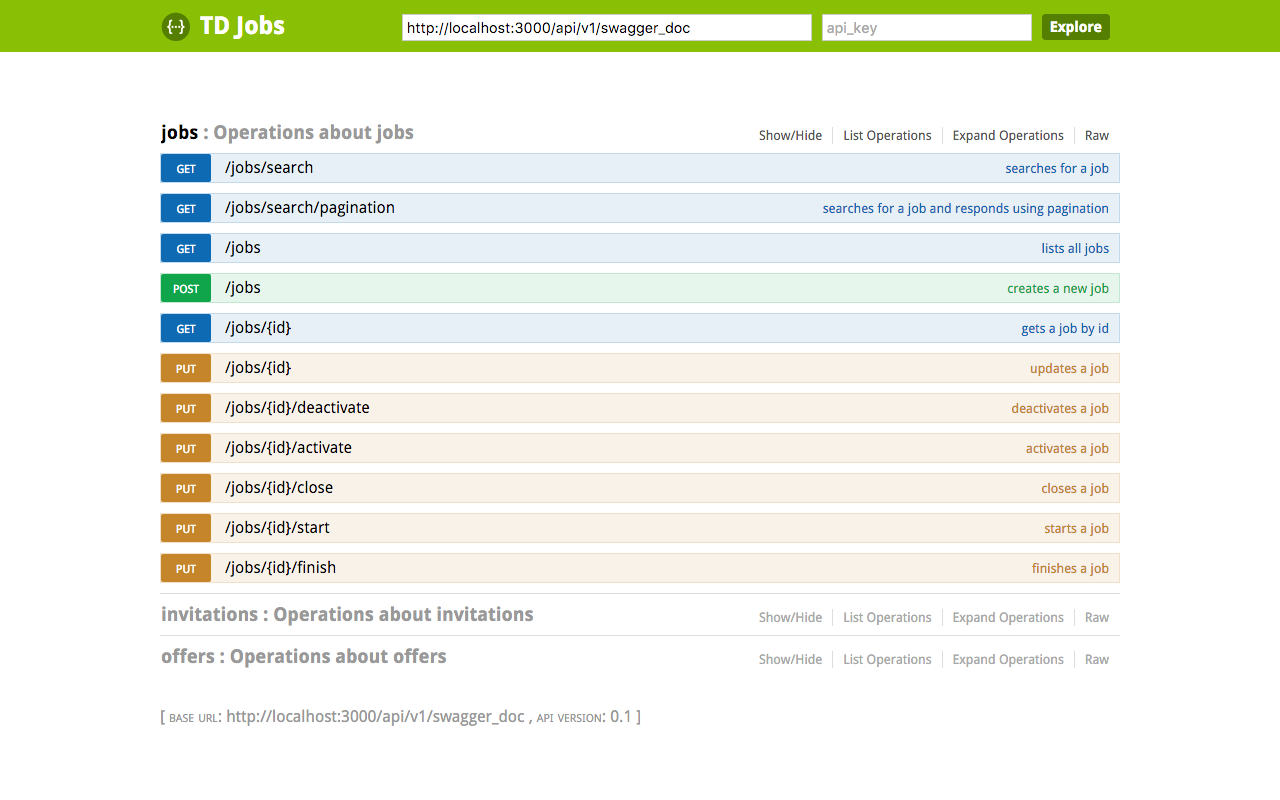 {···} TD Jobs http://localhost:3000/api/v1/swagger_doc api_key Explore
jobs : Operations about jobs Show/Hide List Operations Expand Operations Raw
GET /jobs/search searches for a job
GET /jobs/search/pagination searches for a job and responds using pagination
GET /jobs lists all jobs
POST /jobs creates a new job
GET /jobs/{id} gets a job by id
PUT /jobs/{id} updates a job
PUT /jobs/{id}/deactivate deactivates a job
PUT /jobs/{id}/activate activates a job
PUT /jobs/{id}/close closes a job
PUT /jobs/{id}/start starts a job
PUT /jobs/{id}/finish finishes a job
invitations : Operations about invitations Show/Hide List Operations Expand Operations Raw
offers : Operations about offers Show/Hide List Operations Expand Operations Raw
[ BASE URL: http://localhost:3000/api/v1/swagger_doc , API VERSION: 0.1 ]